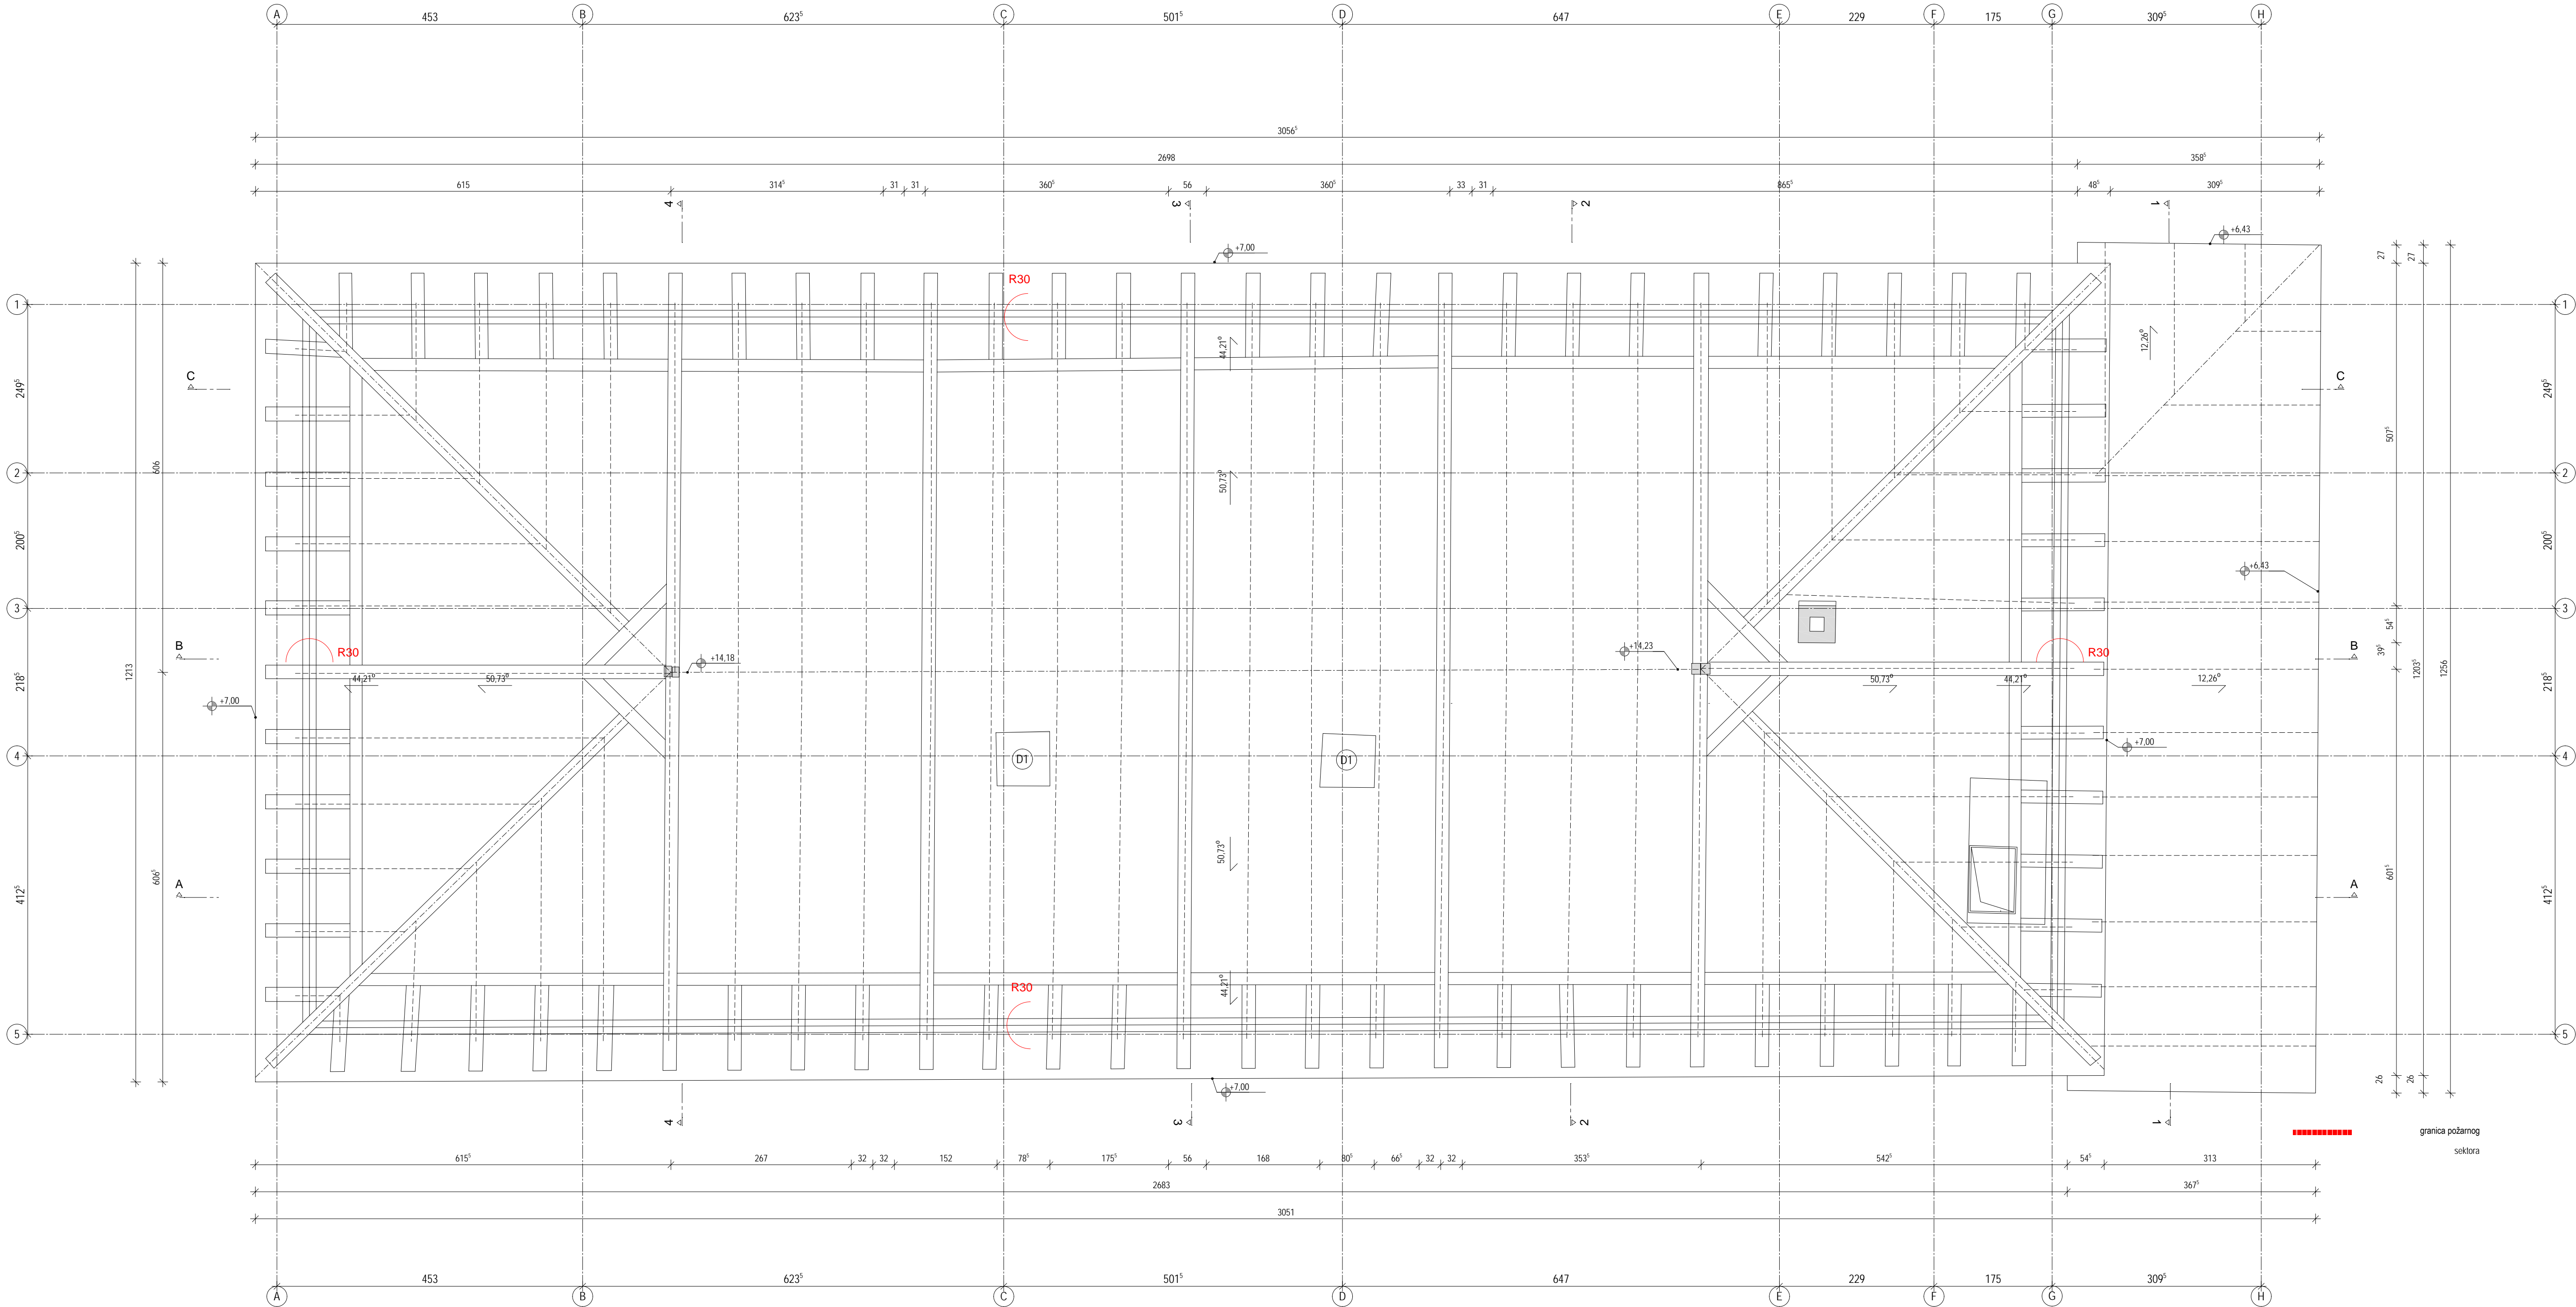 A B C D E F G H
453 623⁵ 501⁵ 647 229 175 309⁵
3056⁵
2698 358⁵
615 314⁵ 31 31 360⁵ 56 360⁵ 33 31 865⁵ 48⁵ 309⁵
4 3 2 1
+7,00 +6,43
27 27
R30
1 1
44,21° 12,26°
C C
249⁵ 249⁵
507⁵
606
2 2
50,73°
200⁵ 200⁵
+6,43
3 3
54⁵
B R30 +14,18 +14,23 R30 B
39⁵
1213 1203⁵ 1256
218⁵ 218⁵
44,21° 50,73° 50,73° 44,21° 12,26°
+7,00
+7,00
4 D1 D1 4
50,73°
606⁵ 601⁵
A A
412⁵ 412⁵
44,21°
R30
5 5
26 26
+7,00
4 3 2 1
granica požarnog
sektora
615⁵ 267 32 32 152 78⁵ 175⁵ 56 168 80⁵ 66⁵ 32 32 353⁵ 542⁵ 54⁵ 313
2683 367⁵
3051
453 623⁵ 501⁵ 647 229 175 309⁵
A B C D E F G H